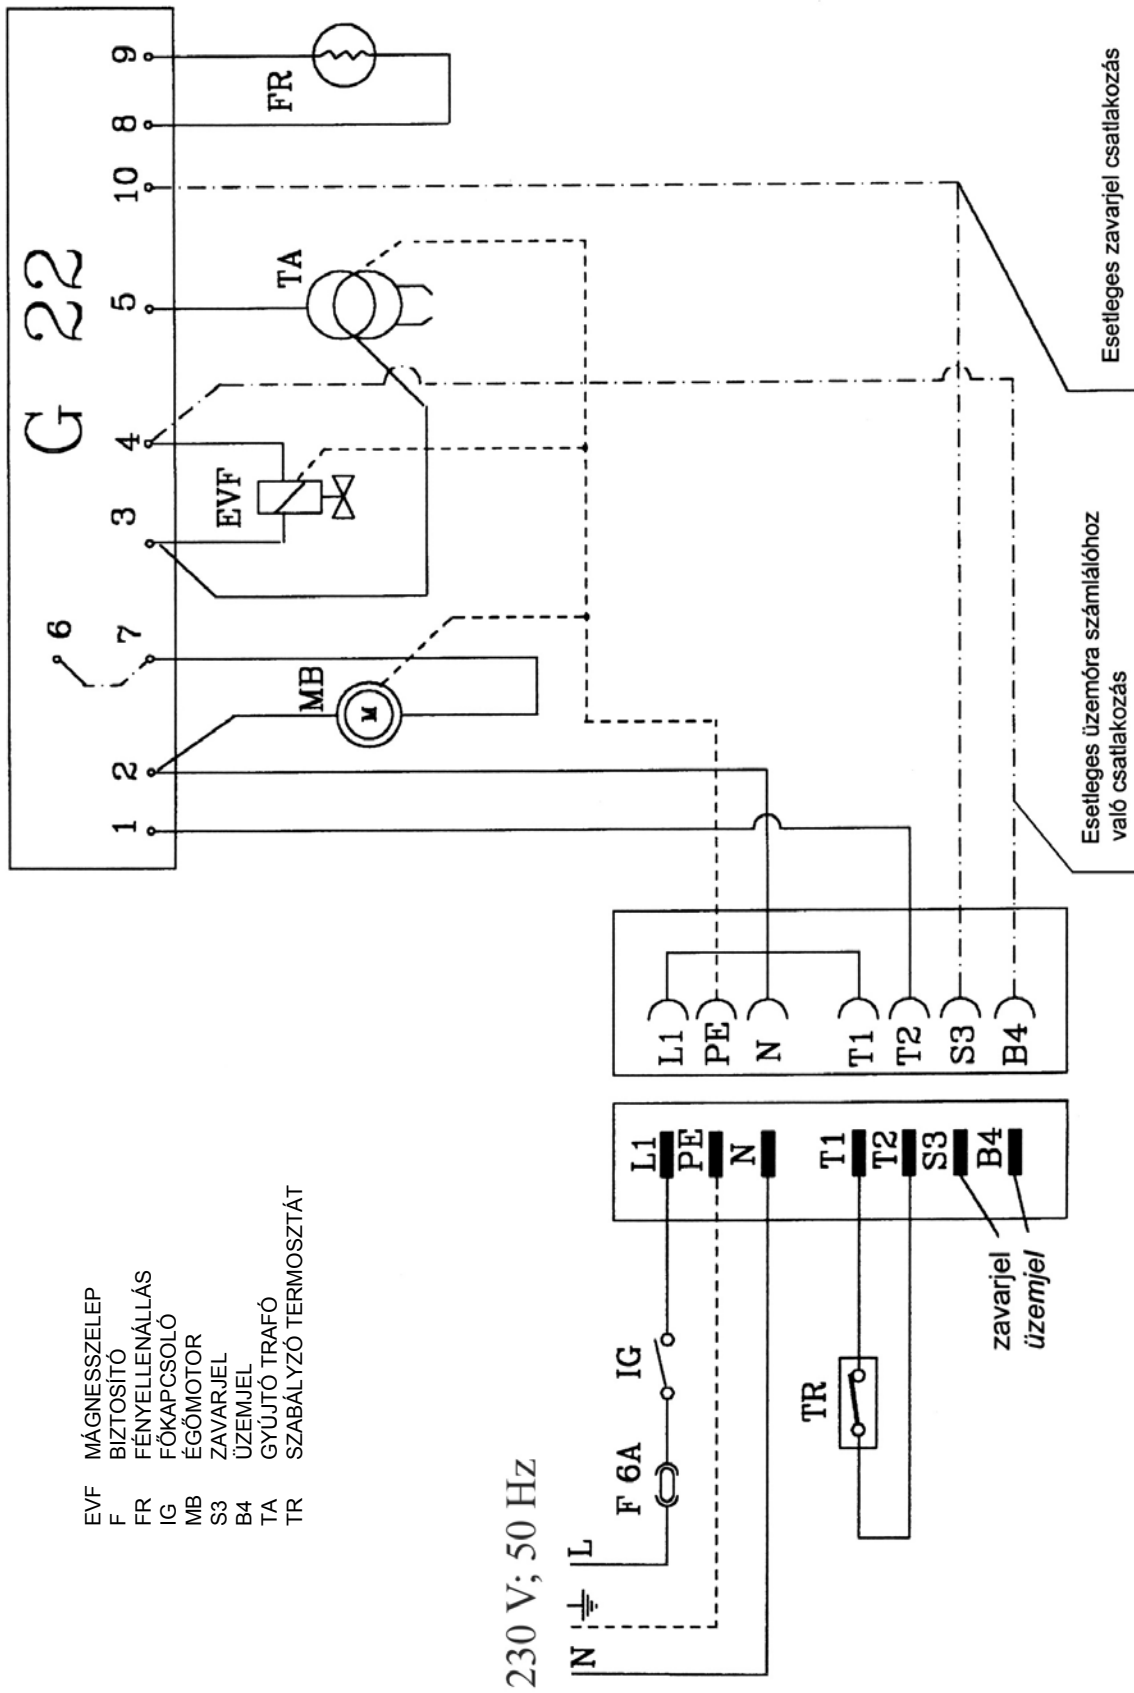 G 22
1
2
7
6
3
4
5
10
8
9
MB
M
EVF
TA
FR
L1
PE
N
T1
T2
S3
B4
L1
PE
N
T1
T2
S3
B4
EVF MÁGNESSZELEP
F BIZTOSÍTÓ
FR FÉNYELLENÁLLÁS
IG FŐKAPCSOLÓ
MB ÉGŐMOTOR
S3 ZAVARJEL
B4 ÜZEMJEL
TA GYÚJTÓ TRAFÓ
TR SZABÁLYZÓ TERMOSZTÁT
230 V; 50 Hz
N
L
F 6A
IG
TR
zavarjel
üzemjel
Esetleges üzemóra számlálóhoz
való csatlakozás
Esetleges zavarjel csatlakozás